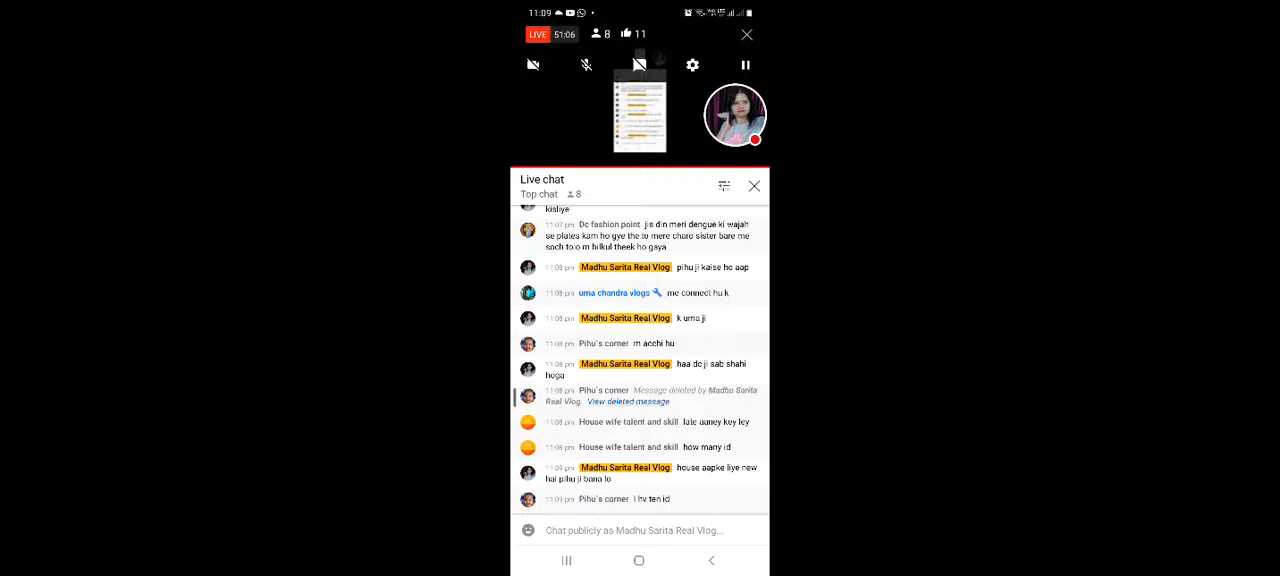 11:09
LIVE 51:06 8 11
Live chat
Top chat 8
kisliye
11:07 pm Dc fashion point jis din meri dengue ki wajah
se plates kam ho gye the to mere charo sister bare me
soch to o m bilkul theek ho gaya
11:08 pm Madhu Sarita Real Vlog pihu ji kaise ho aap
11:08 pm uma chandra vlogs me connect hu k
11:08 pm Madhu Sarita Real Vlog k uma ji
11:08 pm Pihu's corner m acchi hu
11:08 pm Madhu Sarita Real Vlog haa dc ji sab shahi
hoga
11:08 pm Pihu's corner Message deleted by Madhu Sarita
Real Vlog. View deleted message
11:08 pm House wife talent and skill late aaney key ley
11:08 pm House wife talent and skill how many id
11:09 pm Madhu Sarita Real Vlog house aapke liye new
hai pihu ji bana lo
11:09 pm Pihu's corner I hv ten id
Chat publicly as Madhu Sarita Real Vlog...